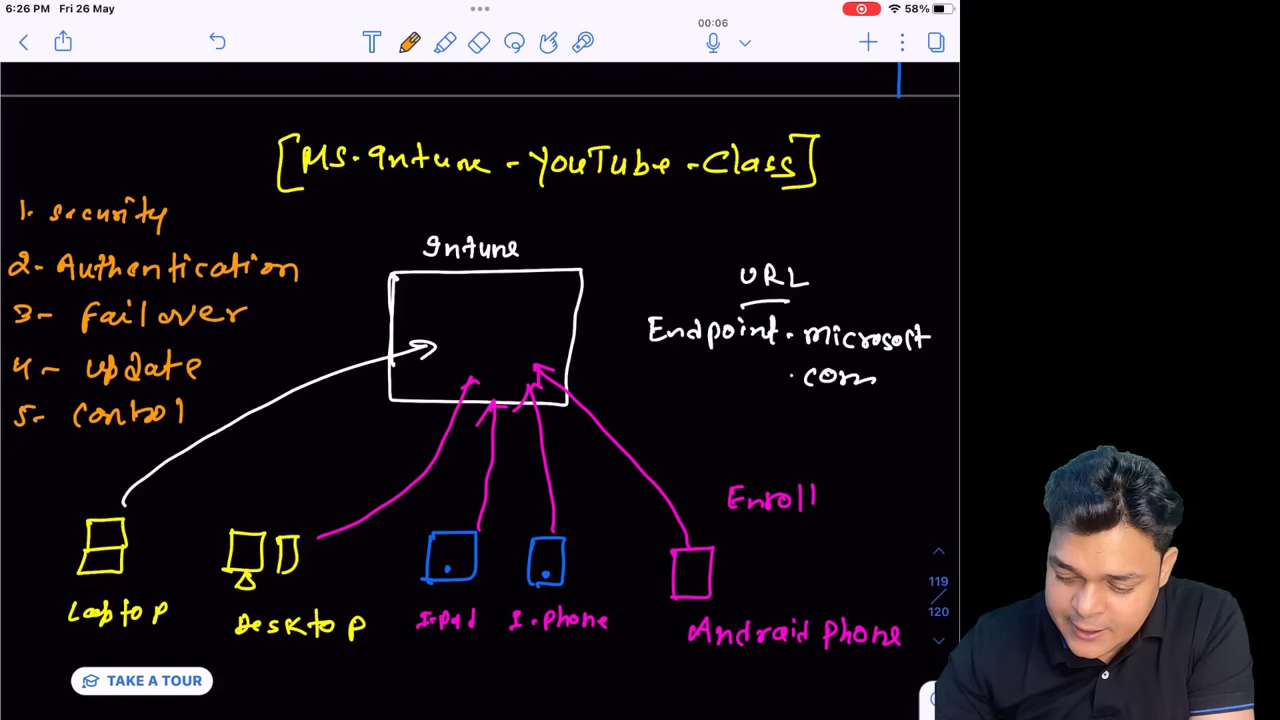 6:26 PM Fri 26 May
58%
00:06
T
[MS. Intune - YouTube - Class]
1. Security
2- Authentication
3- Failover
4- update
5- Control
Intune
URL
Endpoint.microsoft
.com
Enroll
Laptop
Desktop
I-Pad
I-Phone
Andraid Phone
119
120
TAKE A TOUR